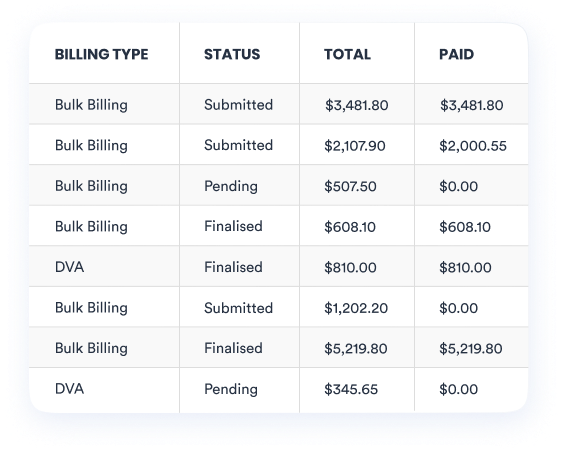 BILLING TYPE STATUS TOTAL PAID
Bulk Billing Submitted $3,481.80 $3,481.80
Bulk Billing Submitted $2,107.90 $2,000.55
Bulk Billing Pending $507.50 $0.00
Bulk Billing Finalised $608.10 $608.10
DVA Finalised $810.00 $810.00
Bulk Billing Submitted $1,202.20 $0.00
Bulk Billing Finalised $5,219.80 $5,219.80
DVA Pending $345.65 $0.00